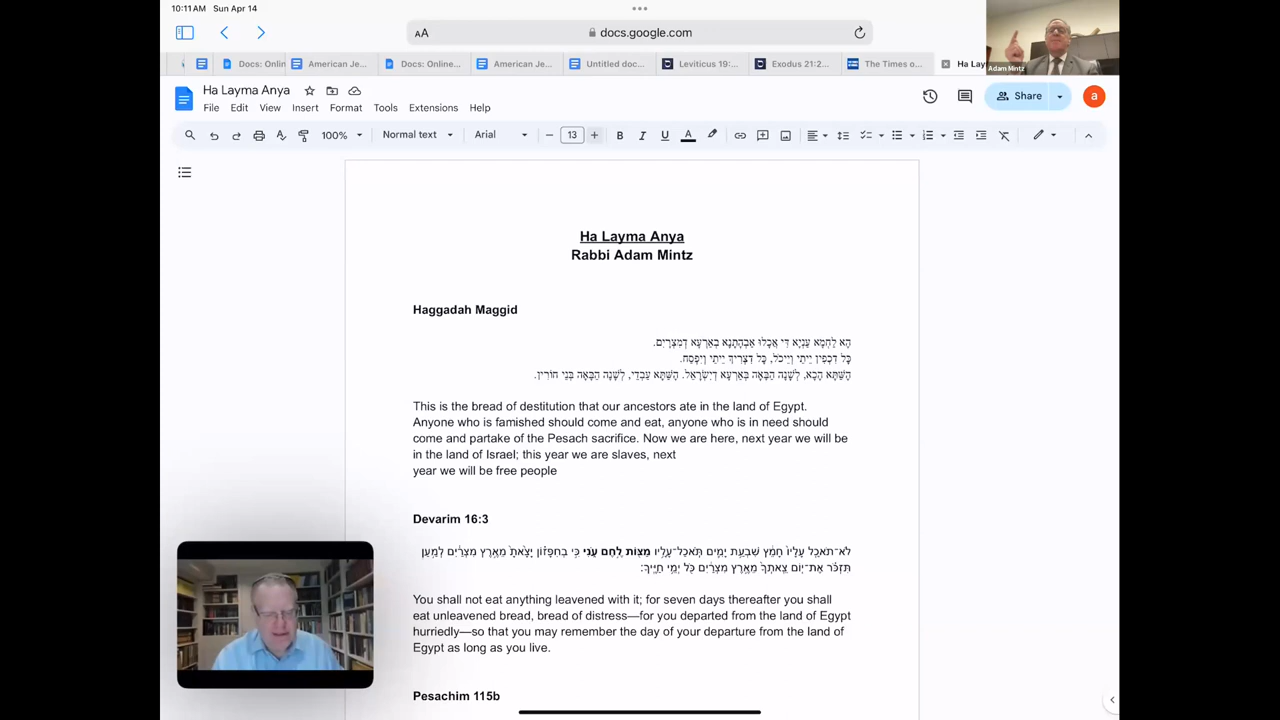 10:11 AM Sun Apr 14
AA docs.google.com
Adam Mintz
Docs: Onlin
American Je...
Docs: Online...
American Je...
Untitled doc...
Leviticus 19:...
Exodus 21:2...
The Times o...
Ha Lay
Ha Layma Anya
File Edit View Insert Format Tools Extensions Help
Share
a
100% Normal text Arial 13 B I U A
Ha Layma Anya
Rabbi Adam Mintz
Haggadah Maggid
הָא לַחְמָא עַנְיָא דִּי אֲכָלוּ אַבְהָתָנָא בְּאַרְעָא דְמִצְרָיִם.
כָּל דִכְפִין יֵיתֵי וְיֵיכֹל, כָּל דִצְרִיךְ יֵיתֵי וְיִפְסַח.
הָשַּׁתָּא הָכָא, לְשָׁנָה הַבָּאָה בְּאַרְעָא דְיִשְׂרָאֵל. הָשַּׁתָּא עַבְדֵי, לְשָׁנָה הַבָּאָה בְּנֵי חוֹרִין.
This is the bread of destitution that our ancestors ate in the land of Egypt.
Anyone who is famished should come and eat, anyone who is in need should
come and partake of the Pesach sacrifice. Now we are here, next year we will be
in the land of Israel; this year we are slaves, next
year we will be free people
Devarim 16:3
לֹא־תֹאכַ֤ל עָלָיו֙ חָמֵ֔ץ שִׁבְעַ֥ת יָמִ֛ים תֹּֽאכַל־עָלָ֥יו מַצּ֖וֹת לֶ֣חֶם עֹ֑נִי כִּ֣י בְחִפָּז֗וֹן יָצָ֙אתָ֙ מֵאֶ֣רֶץ מִצְרַ֔יִם לְמַ֣עַן
תִּזְכֹּ֗ר אֶת־י֤וֹם צֵֽאתְךָ֙ מֵאֶ֣רֶץ מִצְרַ֔יִם כֹּ֖ל יְמֵ֥י חַיֶּֽיךָ׃
You shall not eat anything leavened with it; for seven days thereafter you shall
eat unleavened bread, bread of distress—for you departed from the land of Egypt
hurriedly—so that you may remember the day of your departure from the land of
Egypt as long as you live.
Pesachim 115b